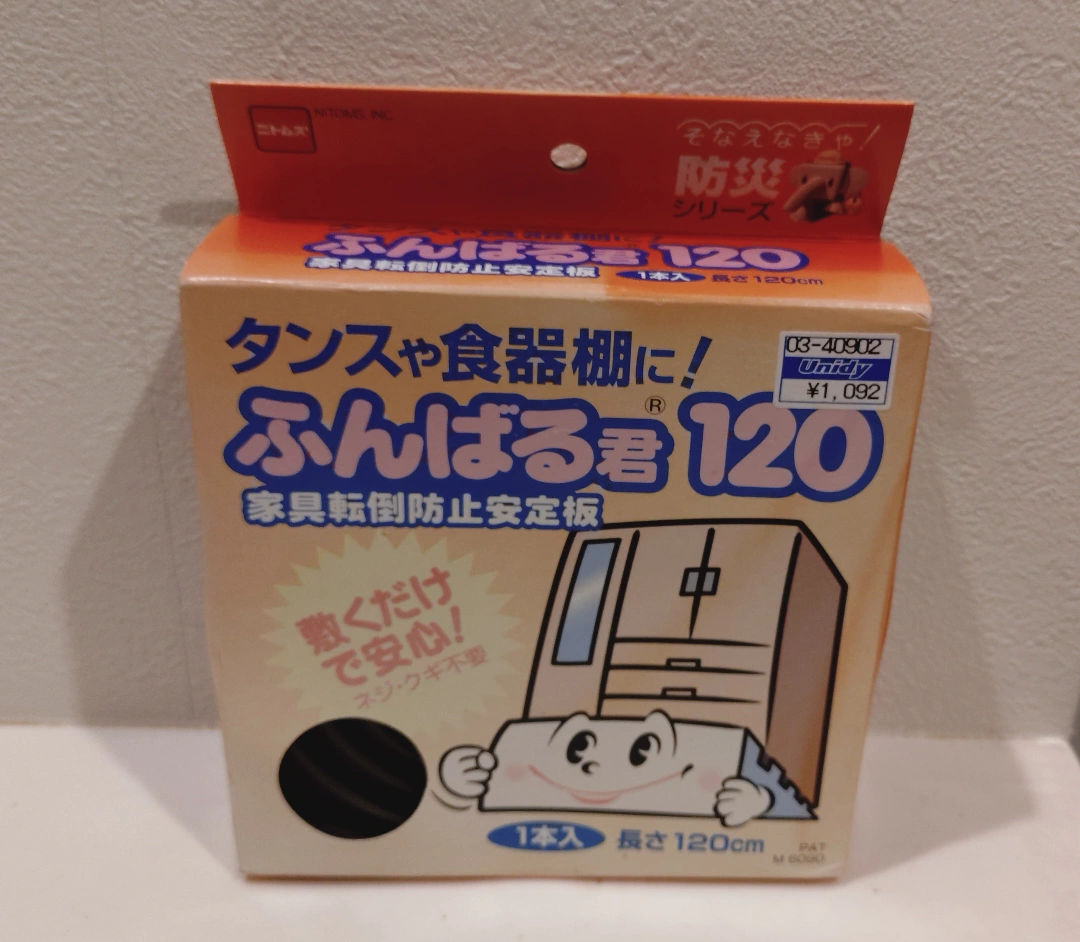 ニトムズ
NITOMS INC.
そなえなきゃ!
防災
シリーズ
ふんばる君 120
家具転倒防止安定板 1本入 長さ120cm
タンスや食器棚に!
03-40902
Unidy
¥1,092
ふんばる君® 120
家具転倒防止安定板
敷くだけ
で安心!
ネジ・クギ不要
1本入 長さ120cm
PAT
M 6090